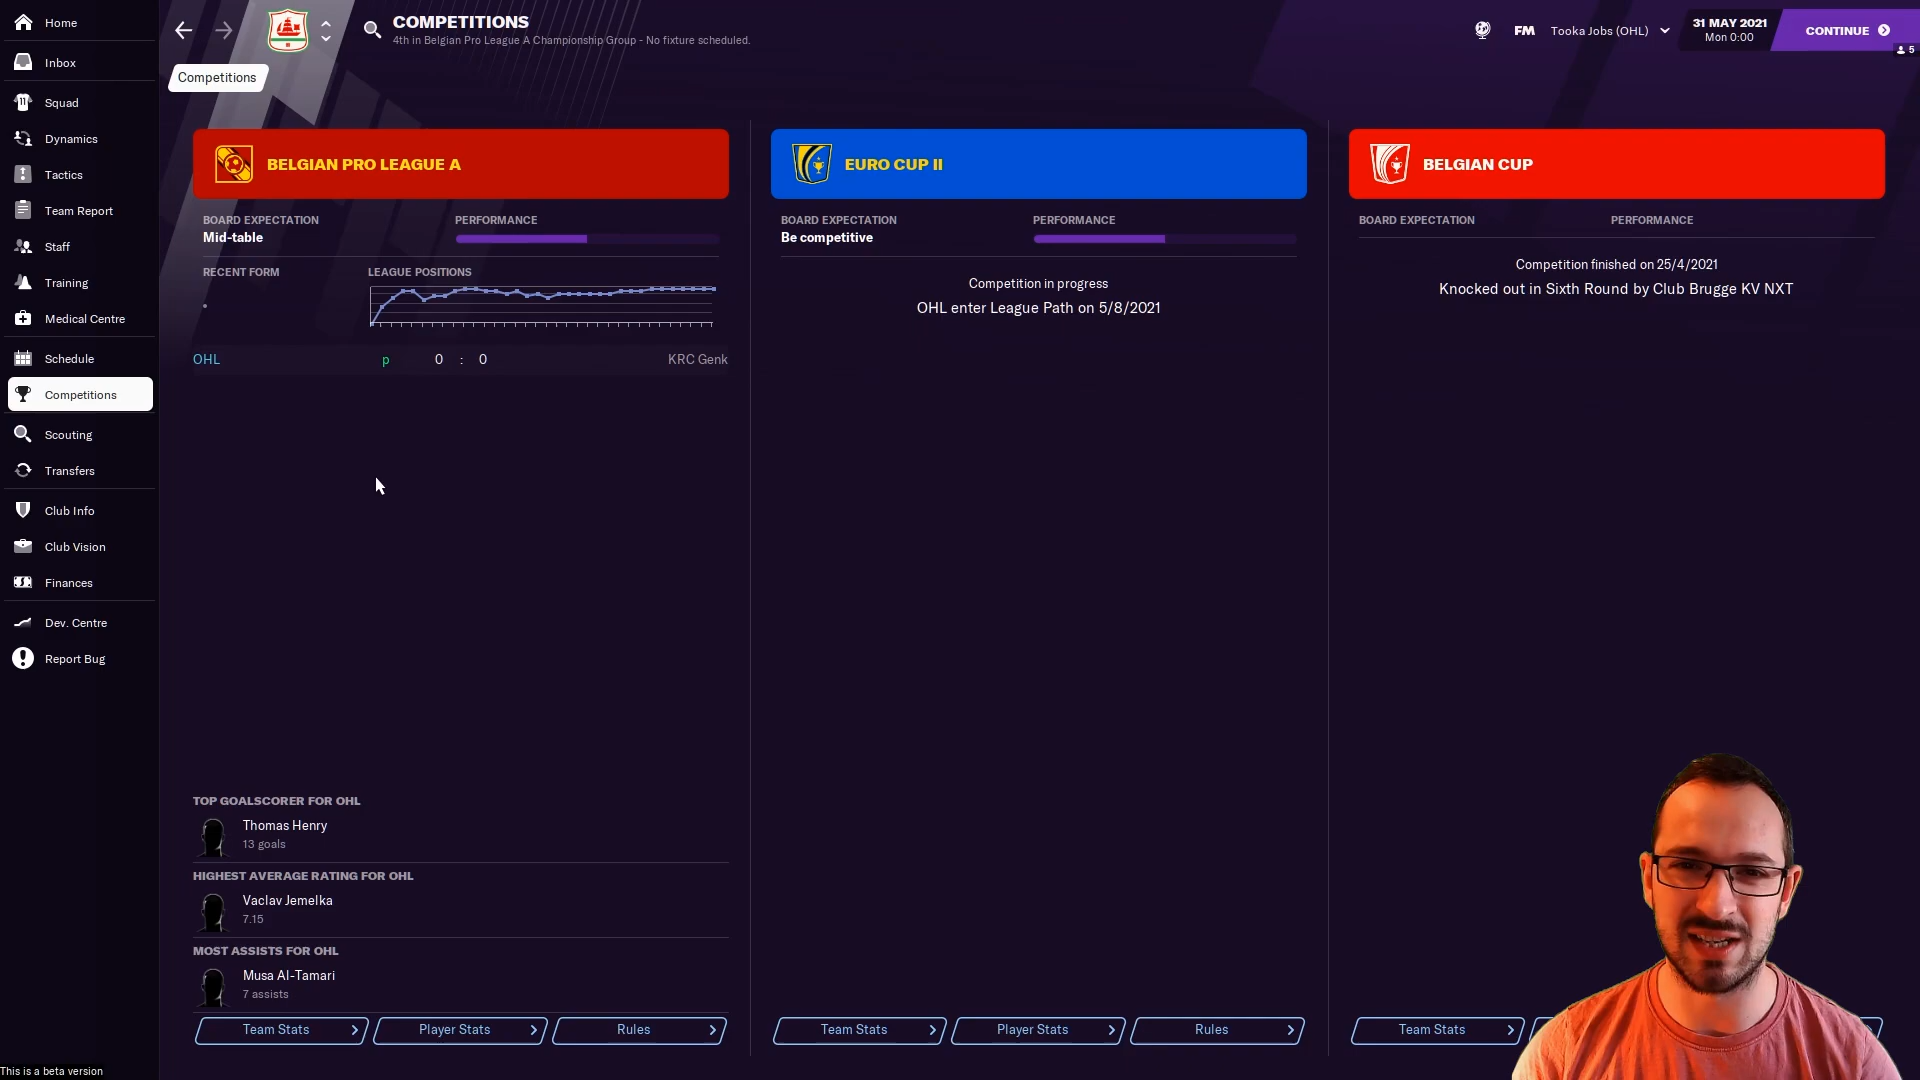 Home
Inbox
Squad
Dynamics
Tactics
Team Report
Staff
Training
Medical Centre
Schedule
Competitions
Scouting
Transfers
Club Info
Club Vision
Finances
Dev. Centre
Report Bug
This is a beta version
COMPETITIONS
4th in Belgian Pro League A Championship Group - No fixture scheduled.
FM
Tooka Jobs (OHL)
31 MAY 2021
Mon 0:00
CONTINUE
5
Competitions
BELGIAN PRO LEAGUE A
BOARD EXPECTATION PERFORMANCE
Mid-table
RECENT FORM LEAGUE POSITIONS
OHL p 0 : 0 KRC Genk
TOP GOALSCORER FOR OHL
Thomas Henry
13 goals
HIGHEST AVERAGE RATING FOR OHL
Vaclav Jemelka
7.15
MOST ASSISTS FOR OHL
Musa Al-Tamari
7 assists
Team Stats Player Stats Rules
EURO CUP II
BOARD EXPECTATION PERFORMANCE
Be competitive
Competition in progress
OHL enter League Path on 5/8/2021
Team Stats Player Stats Rules
BELGIAN CUP
BOARD EXPECTATION PERFORMANCE
Competition finished on 25/4/2021
Knocked out in Sixth Round by Club Brugge KV NXT
Team Stats